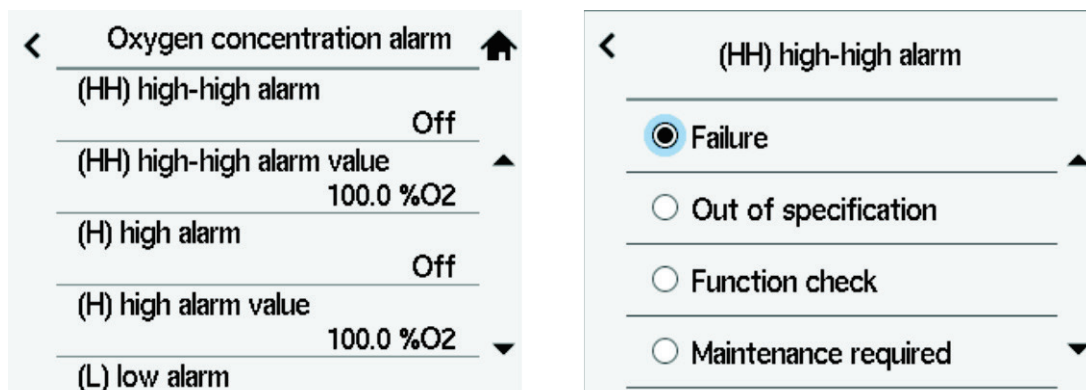 Oxygen concentration alarm
(HH) high-high alarm
Off
(HH) high-high alarm value
100.0 %O2
(H) high alarm
Off
(H) high alarm value
100.0 %O2
(L) low alarm
(HH) high-high alarm
Failure
Out of specification
Function check
Maintenance required